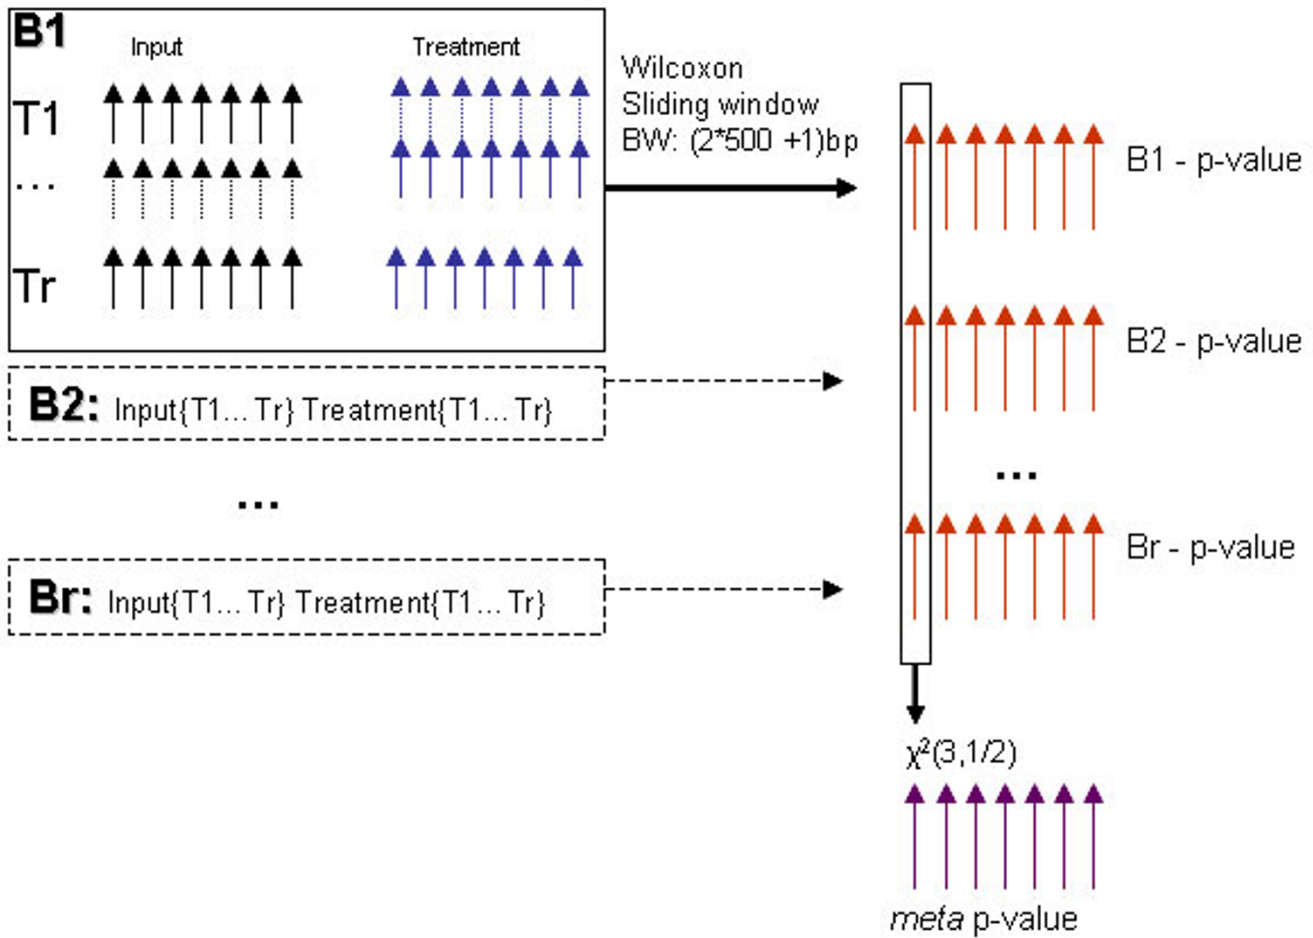 B1
Input
Treatment
T1
...
Tr
Wilcoxon
Sliding window
BW: (2*500 +1)bp
B1 - p-value
B2 - p-value
...
Br - p-value
B2: Input{T1... Tr} Treatment{T1... Tr}
...
Br: Input{T1... Tr} Treatment{T1... Tr}
χ²(3,1/2)
meta p-value